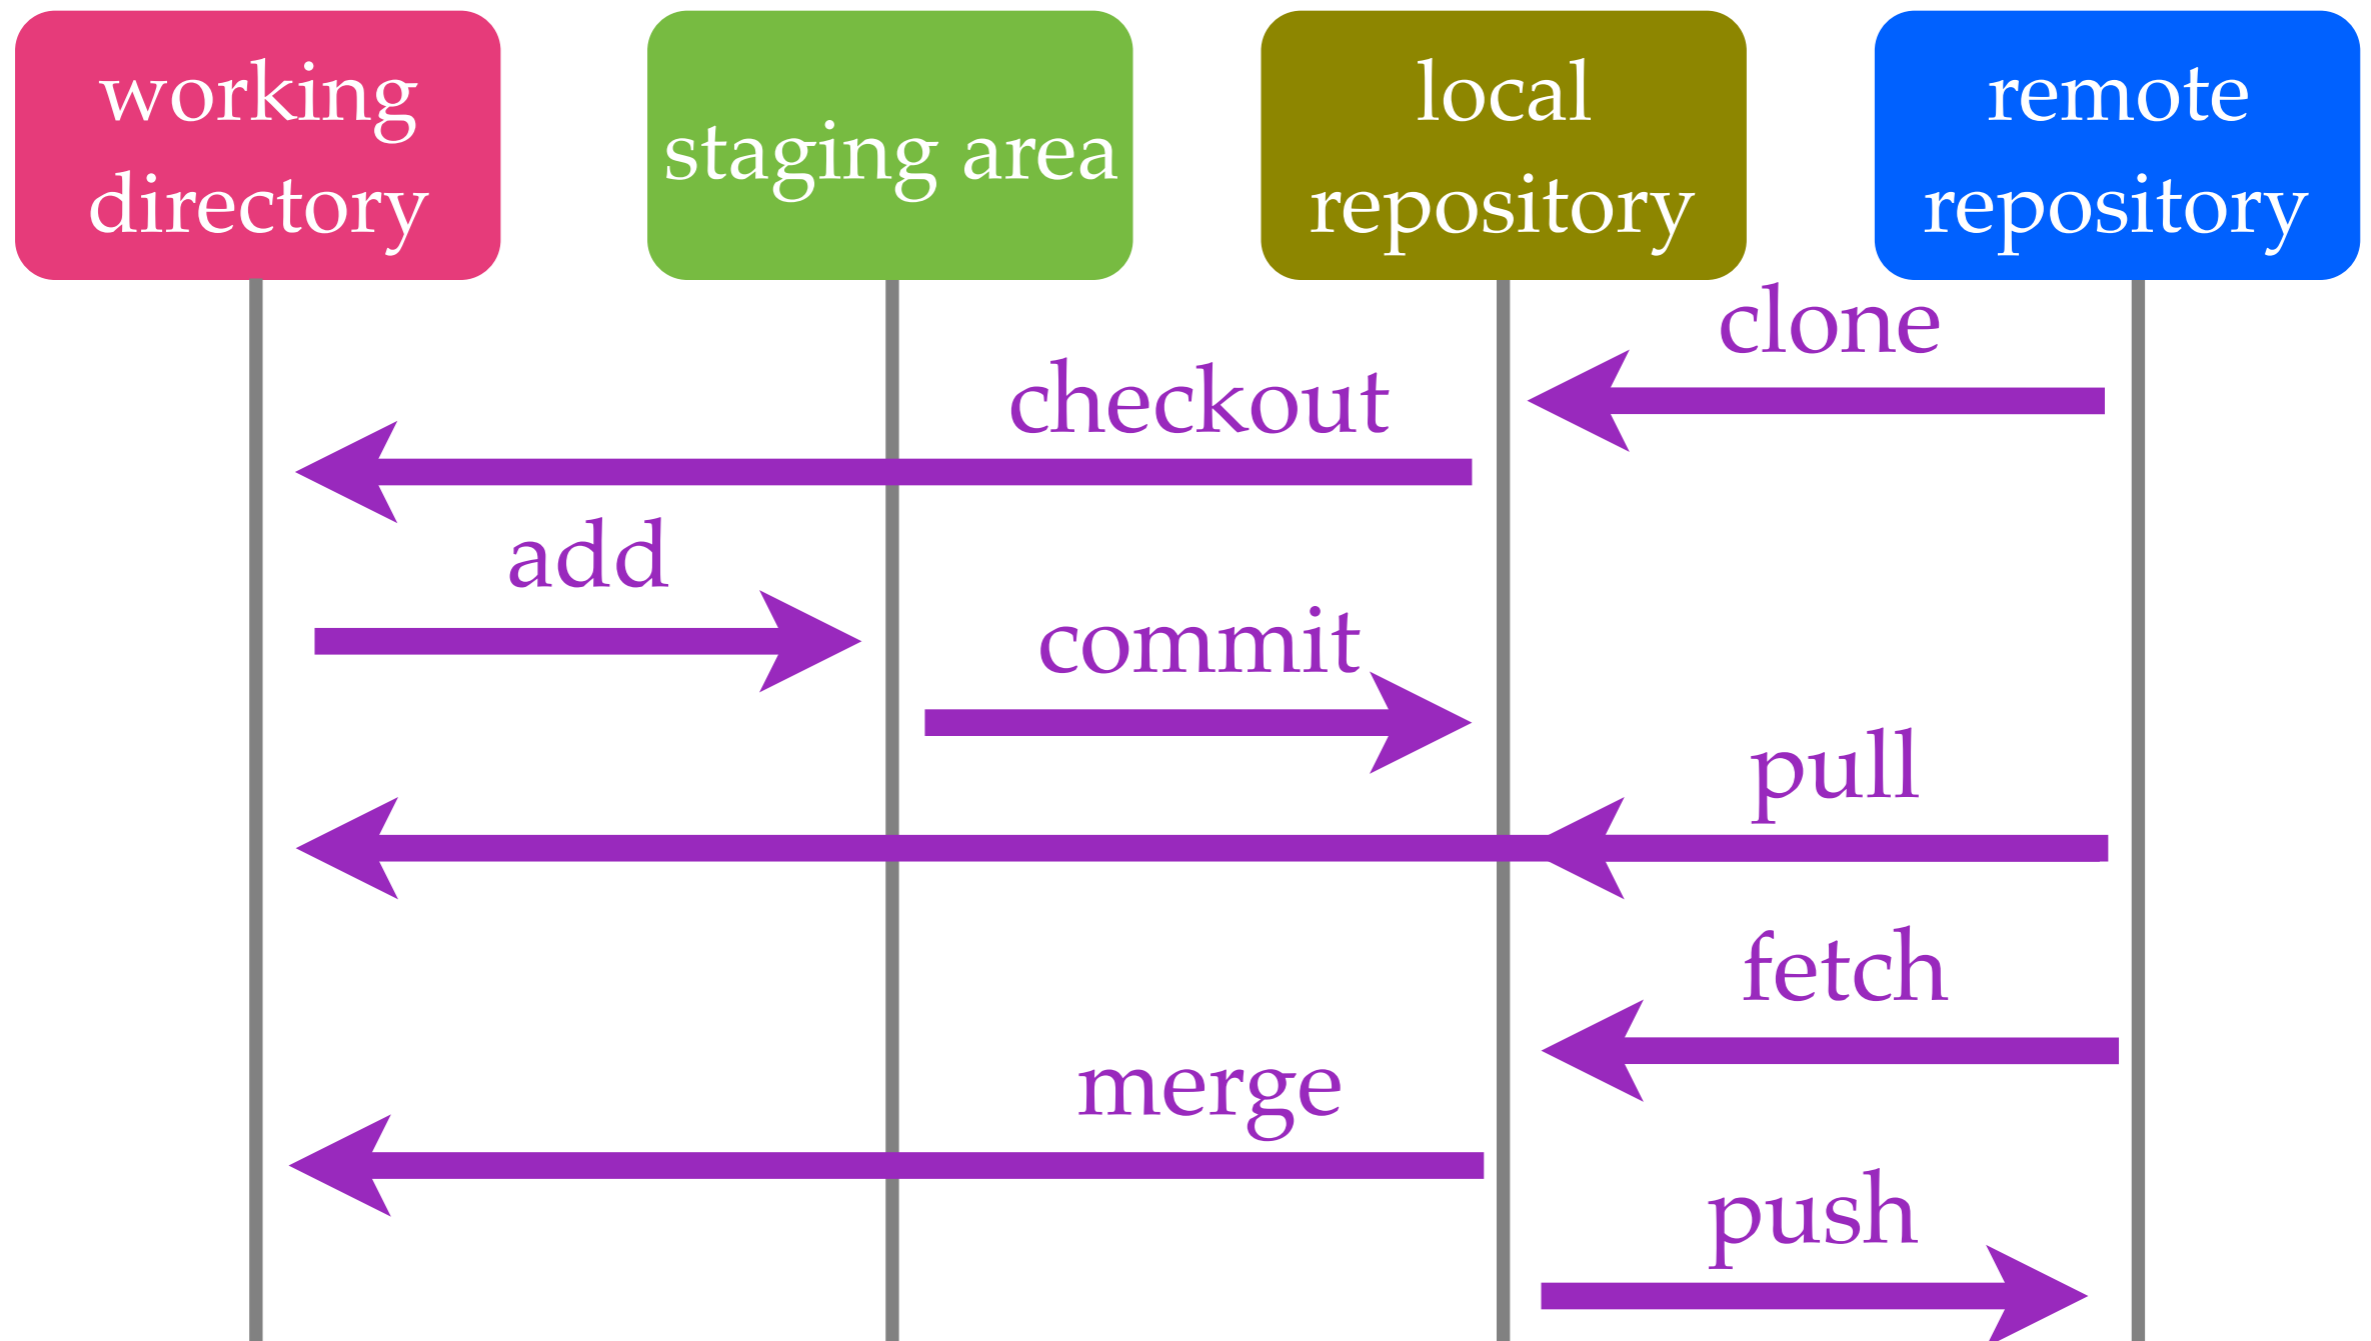 working
directory
staging area
local
repository
remote
repository
clone
checkout
add
commit
pull
fetch
merge
push